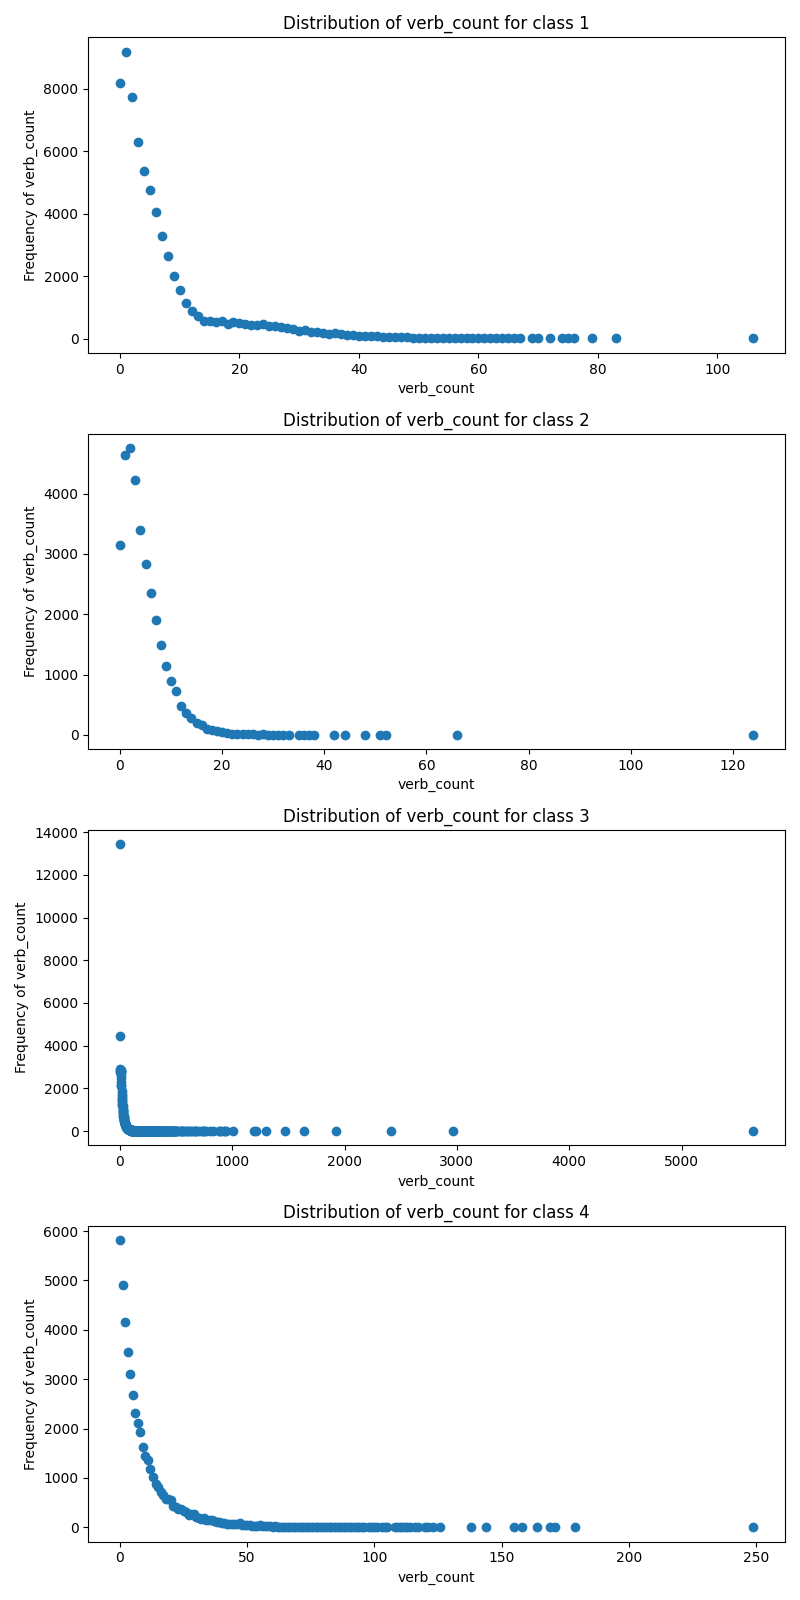 Distribution of verb_count for class 1
8000
6000
4000
2000
0
Frequency of verb_count
0 20 40 60 80 100
verb_count
Distribution of verb_count for class 2
4000
3000
2000
1000
0
Frequency of verb_count
0 20 40 60 80 100 120
verb_count
Distribution of verb_count for class 3
14000
12000
10000
8000
6000
4000
2000
0
Frequency of verb_count
0 1000 2000 3000 4000 5000
verb_count
Distribution of verb_count for class 4
6000
5000
4000
3000
2000
1000
0
Frequency of verb_count
0 50 100 150 200 250
verb_count